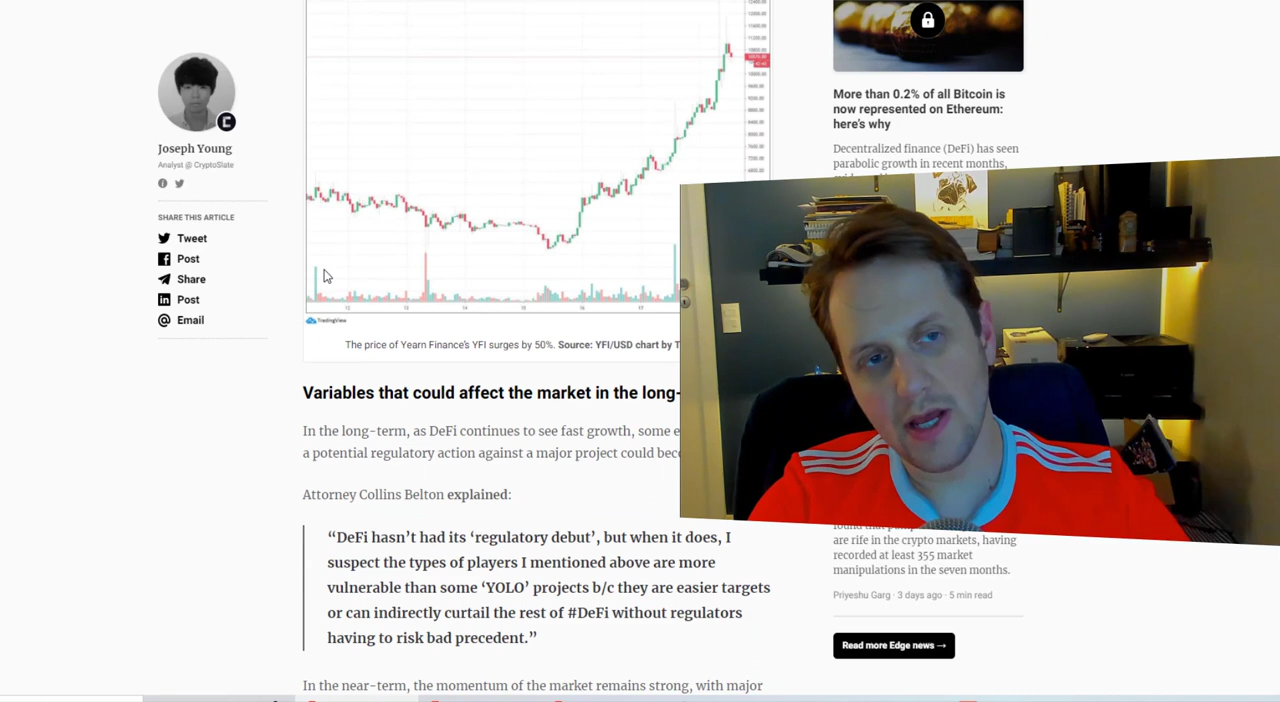 Joseph Young
Analyst @ CryptoSlate
SHARE THIS ARTICLE
Tweet
Post
Share
Post
Email
TradingView
The price of Yearn Finance's YFI surges by 50%. Source: YFI/USD chart by T
Variables that could affect the market in the long-
In the long-term, as DeFi continues to see fast growth, some e
a potential regulatory action against a major project could bec
Attorney Collins Belton explained:
“DeFi hasn’t had its ‘regulatory debut’, but when it does, I
suspect the types of players I mentioned above are more
vulnerable than some ‘YOLO’ projects b/c they are easier targets
or can indirectly curtail the rest of #DeFi without regulators
having to risk bad precedent.”
In the near-term, the momentum of the market remains strong, with major
More than 0.2% of all Bitcoin is
now represented on Ethereum:
here’s why
Decentralized finance (DeFi) has seen
parabolic growth in recent months,
are rife in the crypto markets, having
recorded at least 355 market
manipulations in the seven months.
Priyeshu Garg · 3 days ago · 5 min read
Read more Edge news →